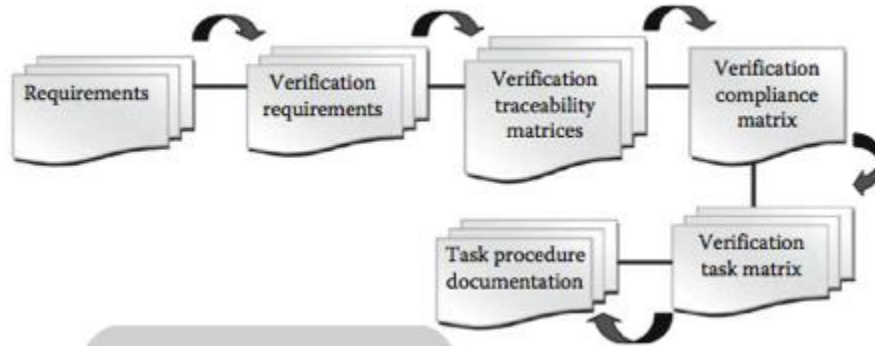 Requirements
Verification
requirements
Verification
traceability
matrices
Verification
compliance
matrix
Task procedure
documentation
Verification
task matrix